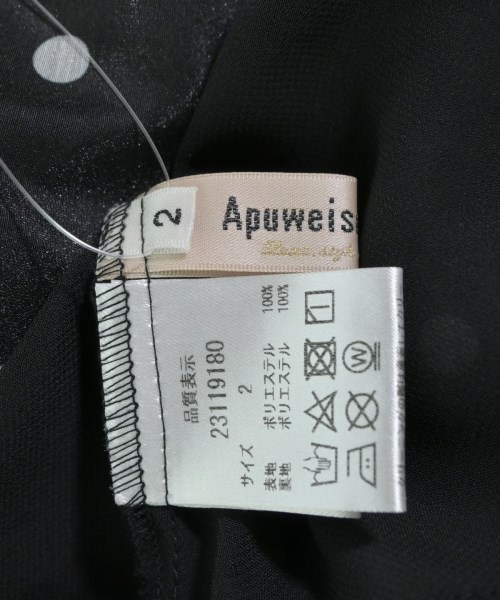 2
Apuweis
品質表示
23119180
サイズ 2
表地 ポリエステル 100%
裏地 ポリエステル 100%